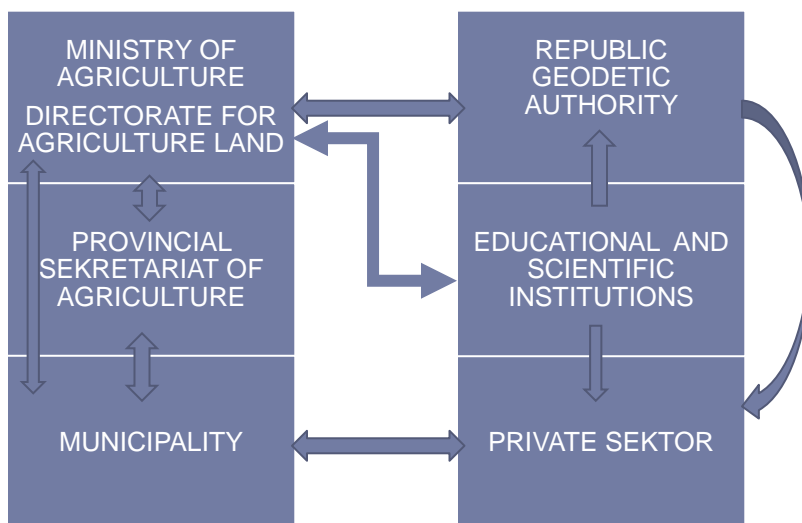 MINISTRY OF
AGRICULTURE
DIRECTORATE FOR
AGRICULTURE LAND
PROVINCIAL
SEKRETARIAT OF
AGRICULTURE
MUNICIPALITY
REPUBLIC
GEODETIC
AUTHORITY
EDUCATIONAL AND
SCIENTIFIC
INSTITUTIONS
PRIVATE SEKTOR